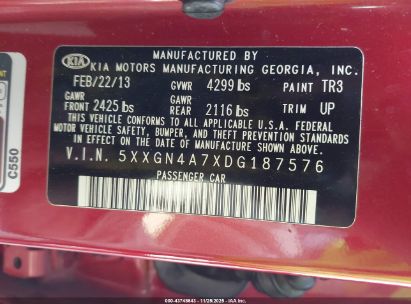 MANUFACTURED BY
KIA KIA MOTORS MANUFACTURING GEORGIA, INC.
FEB/22/13 GVWR 4299 lbs PAINT TR3
GAWR FRONT 2425 lbs GAWR REAR 2116 lbs TRIM UP
THIS VEHICLE CONFORMS TO ALL APPLICABLE U.S. FEDERAL
MOTOR VEHICLE SAFETY, BUMPER, AND THEFT PREVENTION STANDARDS
IN EFFECT ON THE DATE OF MANUFACTURE SHOWN ABOVE.
V.I.N. 5XXGN4A7XDG187576
PASSENGER CAR
C550